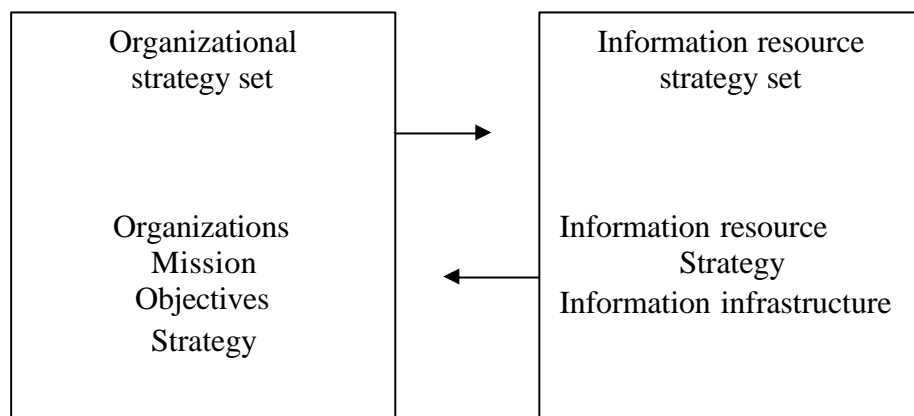 Organizational
strategy set
Organizations
Mission
Objectives
Strategy
Information resource
strategy set
Information resource
Strategy
Information infrastructure